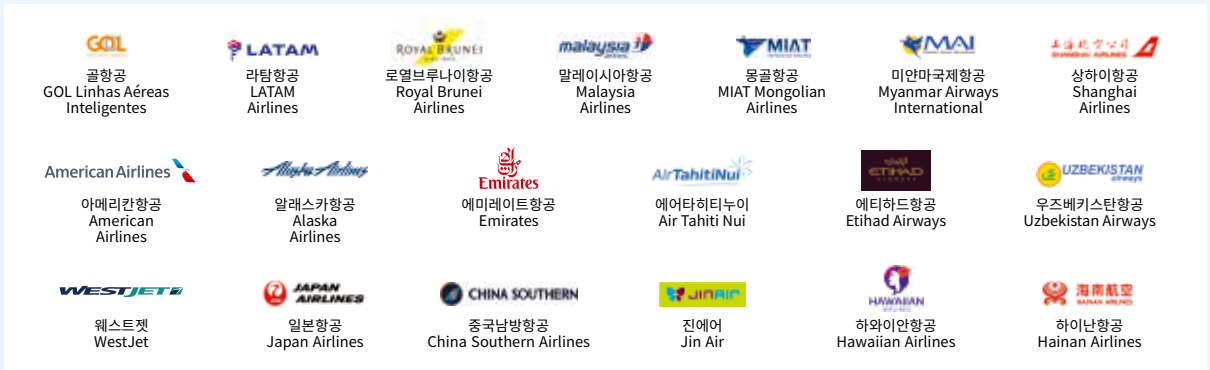 GOL
LATAM
ROYAL BRUNEI
malaysia
MIAT
MAI
上海航空公司
SHANGHAI AIRLINES
골항공
GOL Linhas Aéreas
Inteligentes
라탐항공
LATAM
Airlines
로열브루나이항공
Royal Brunei
Airlines
말레이시아항공
Malaysia
Airlines
몽골항공
MIAT Mongolian
Airlines
미얀마국제항공
Myanmar Airways
International
상하이항공
Shanghai
Airlines
American Airlines
Alaska Airlines
Emirates
Air Tahiti Nui
ETIHAD
AIRWAYS
UZBEKISTAN
airways
아메리칸항공
American
Airlines
알래스카항공
Alaska
Airlines
에미레이트항공
Emirates
에어타히티누이
Air Tahiti Nui
에티하드항공
Etihad Airways
우즈베키스탄항공
Uzbekistan Airways
WESTJET
JAPAN
AIRLINES
CHINA SOUTHERN
JINAIR
HAWAIIAN
海南航空
HAINAN AIRLINES
웨스트젯
WestJet
일본항공
Japan Airlines
중국남방항공
China Southern Airlines
진에어
Jin Air
하와이안항공
Hawaiian Airlines
하이난항공
Hainan Airlines